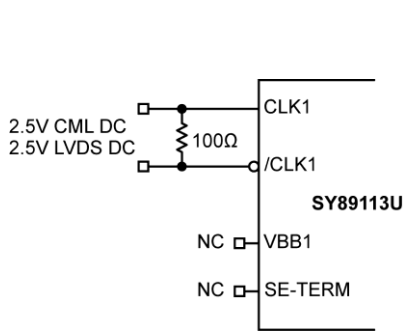 CLK1
2.5V CML DC
2.5V LVDS DC
100Ω
/CLK1
SY89113U
NC
VBB1
NC
SE-TERM